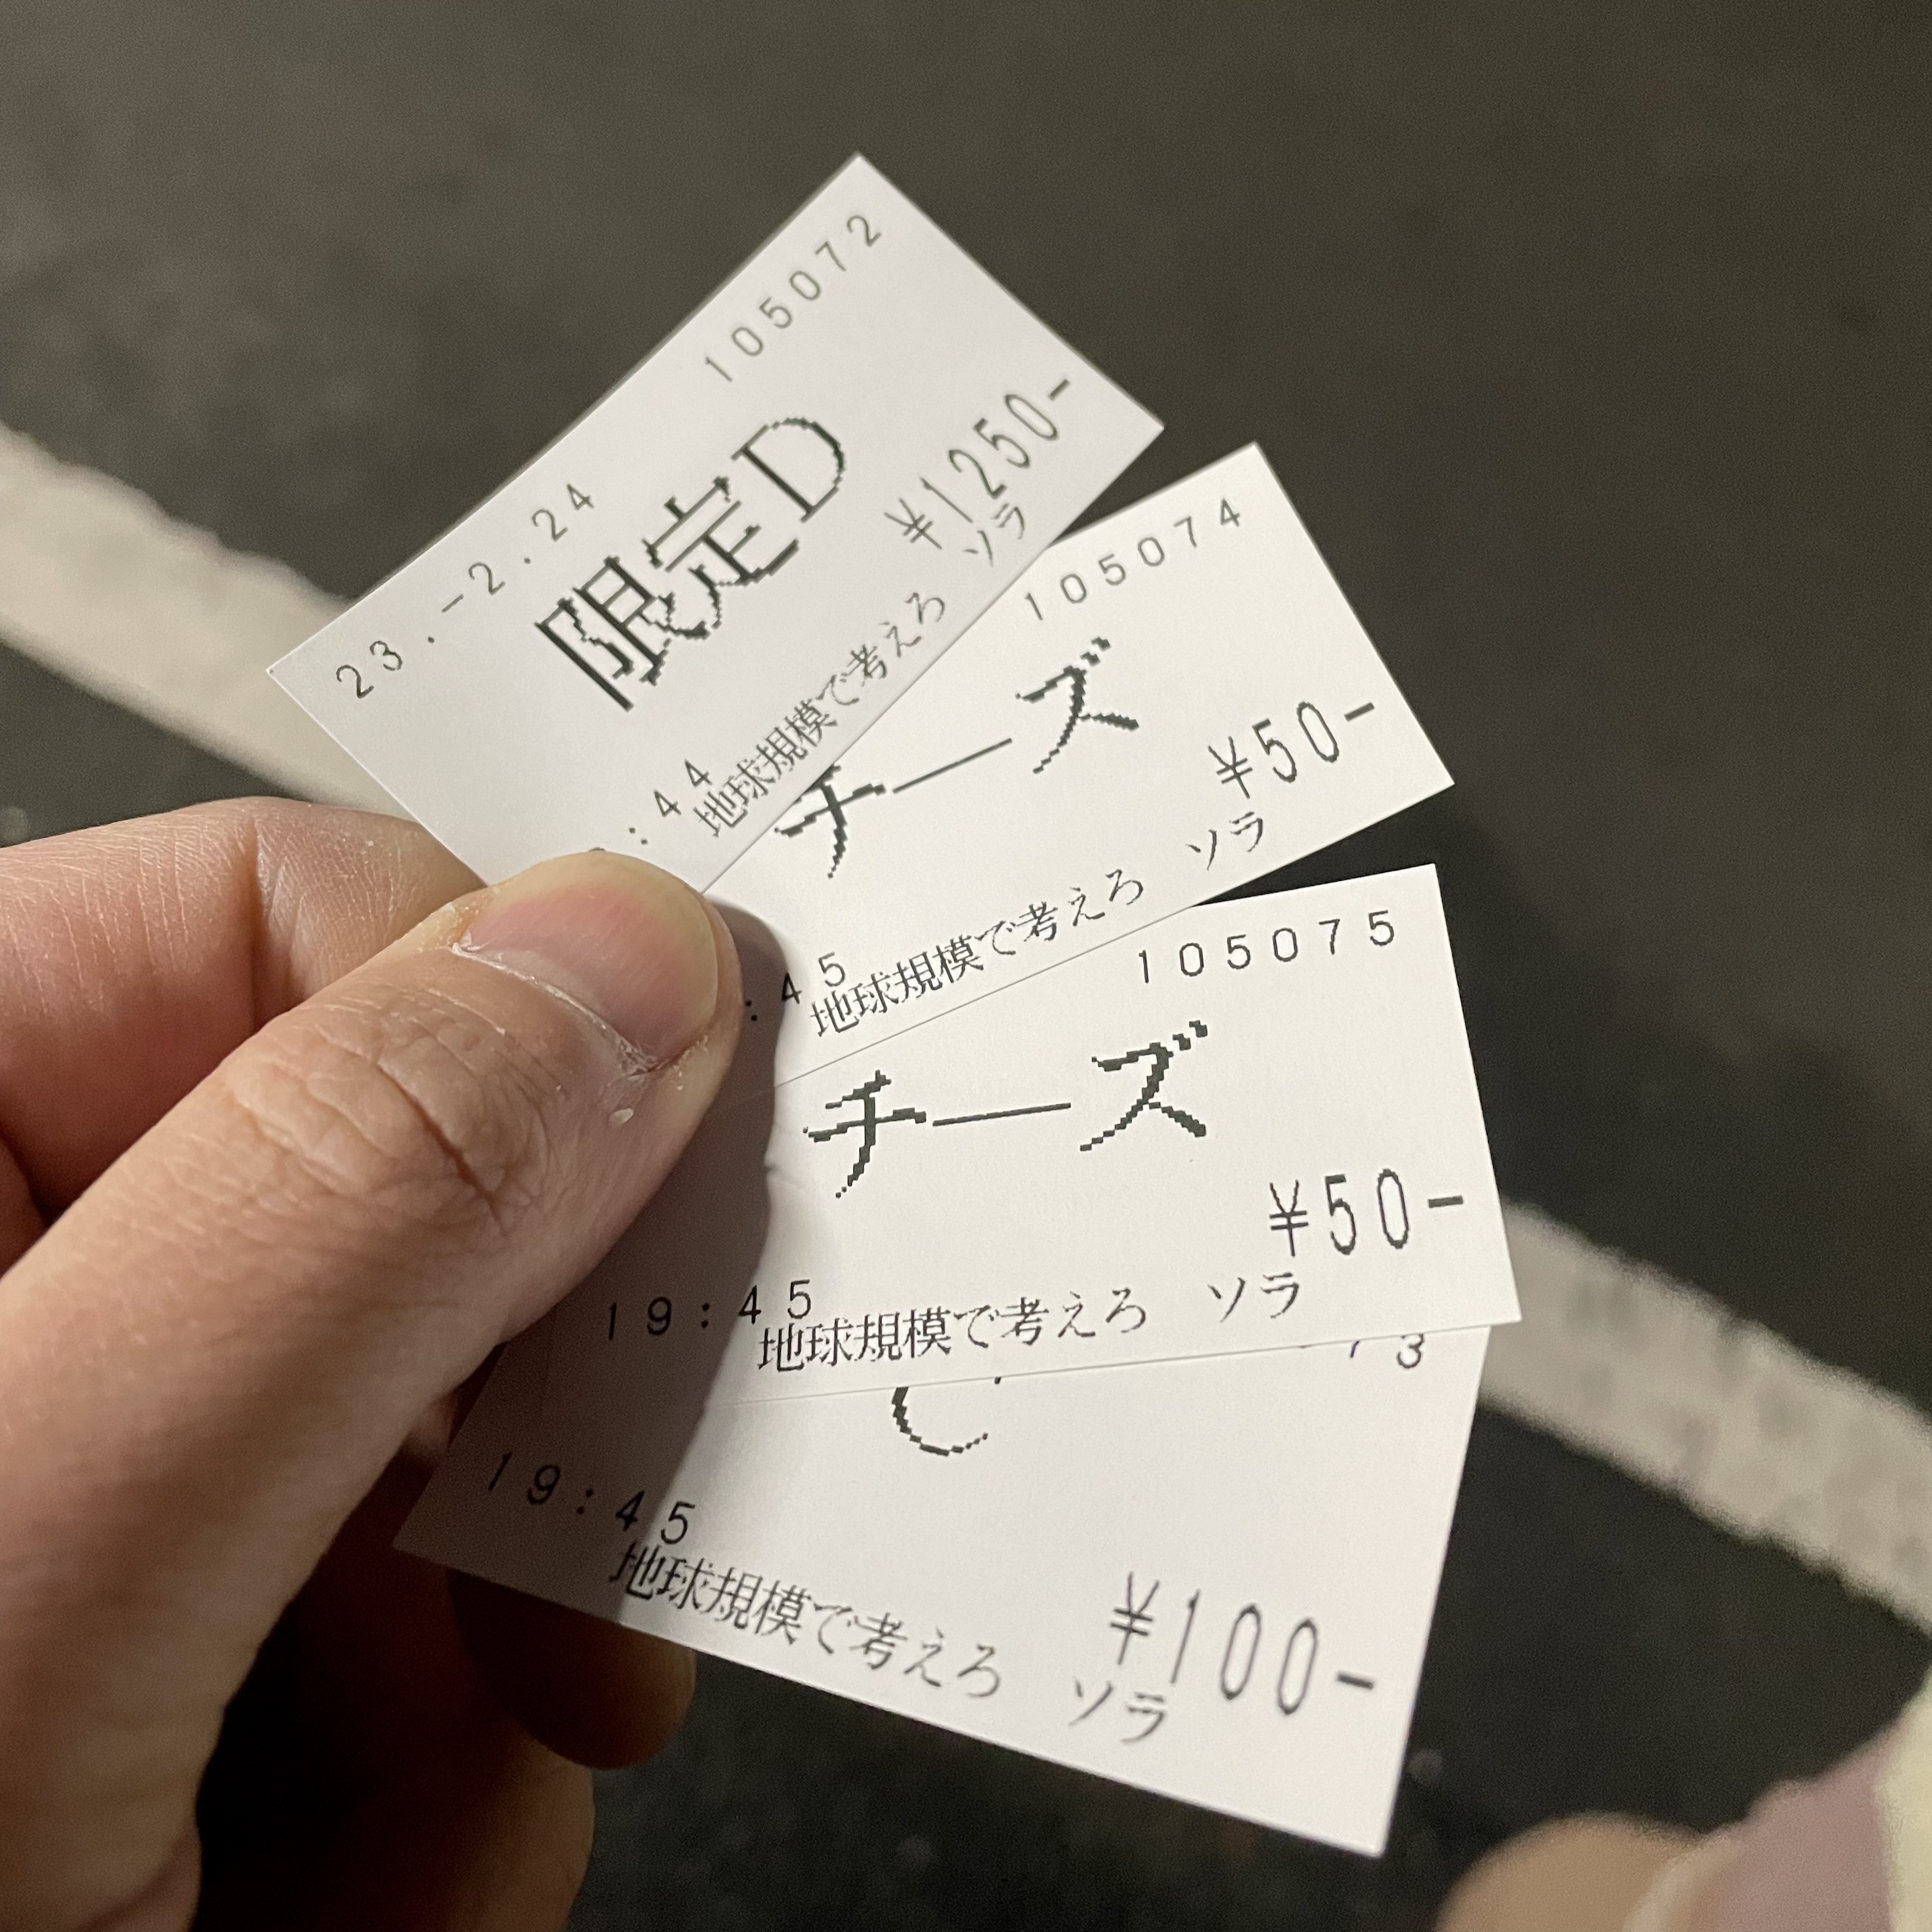 23.-2.24 105072
限定D
¥1250-
:44
地球規模で考えろ ソラ
105074
チーズ
¥50-
:45
地球規模で考えろ ソラ
105075
チーズ
¥50-
19:45
地球規模で考えろ ソラ
73
19:45
¥100-
地球規模で考えろ ソラ